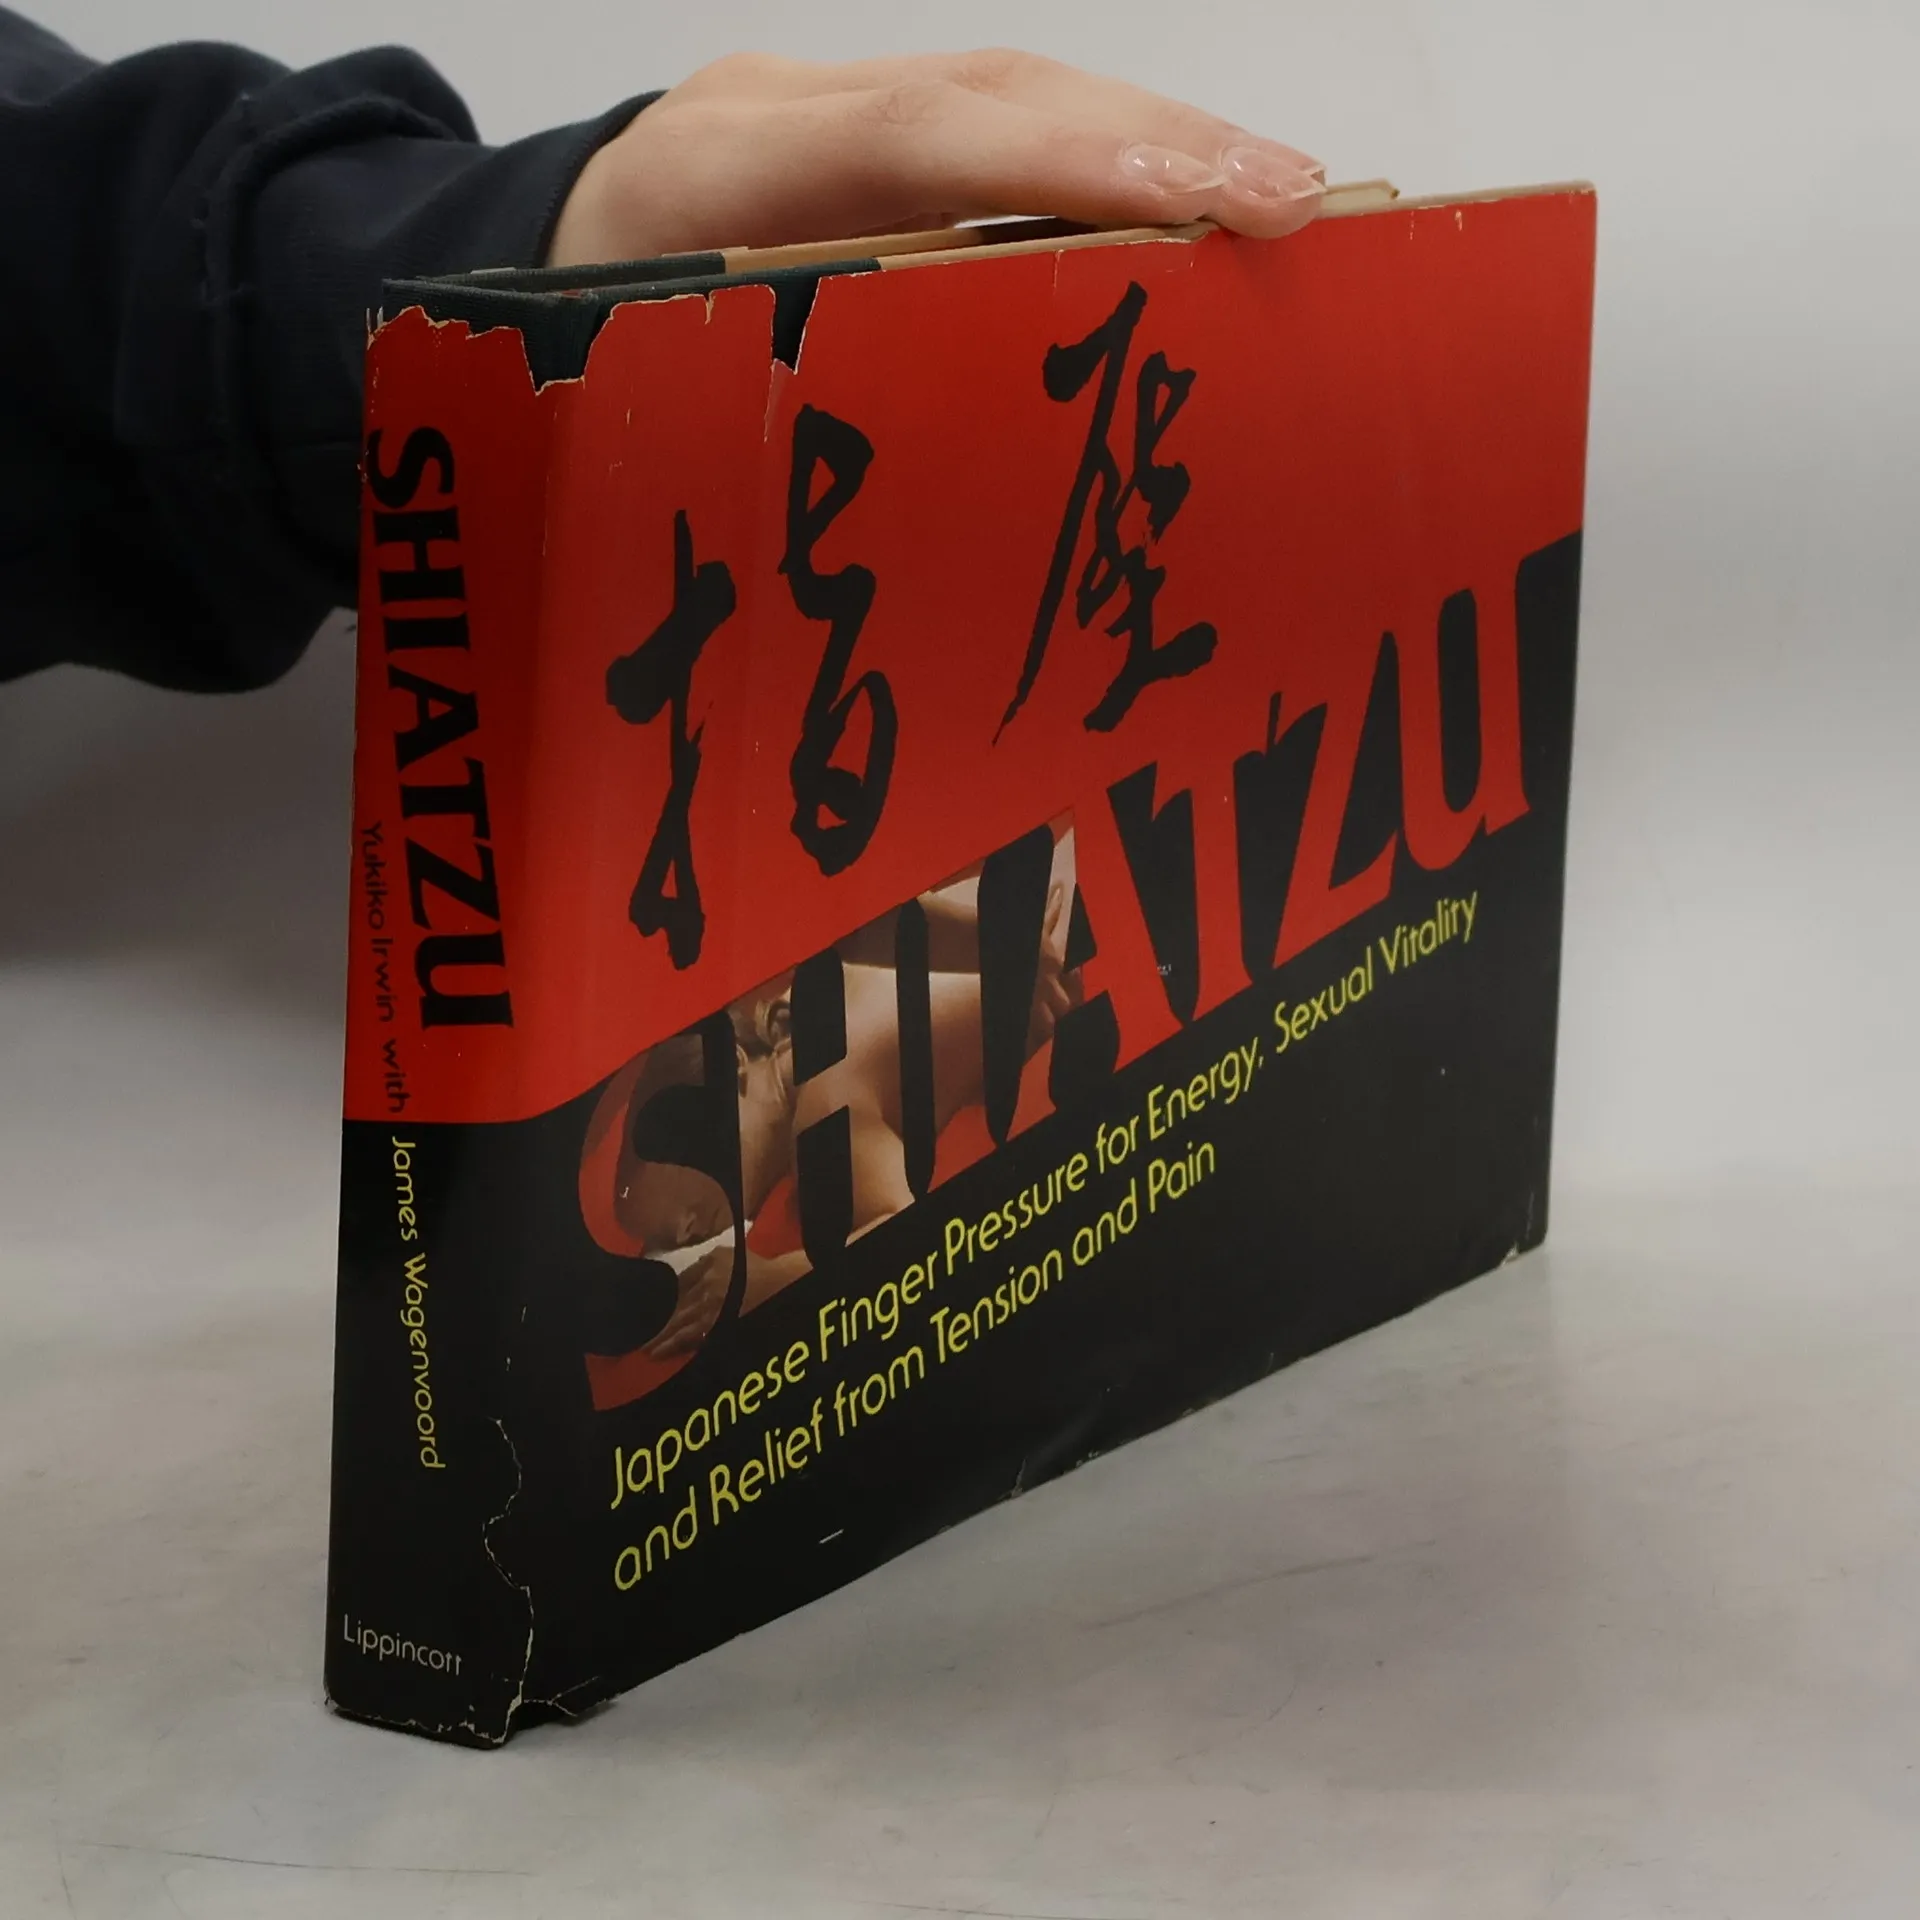 SHIATZU
Yukiko Irwin with James Wagenvoord
Lippincott
指壓
SHIATZU
Japanese Finger Pressure for Energy, Sexual Vitality
and Relief from Tension and Pain